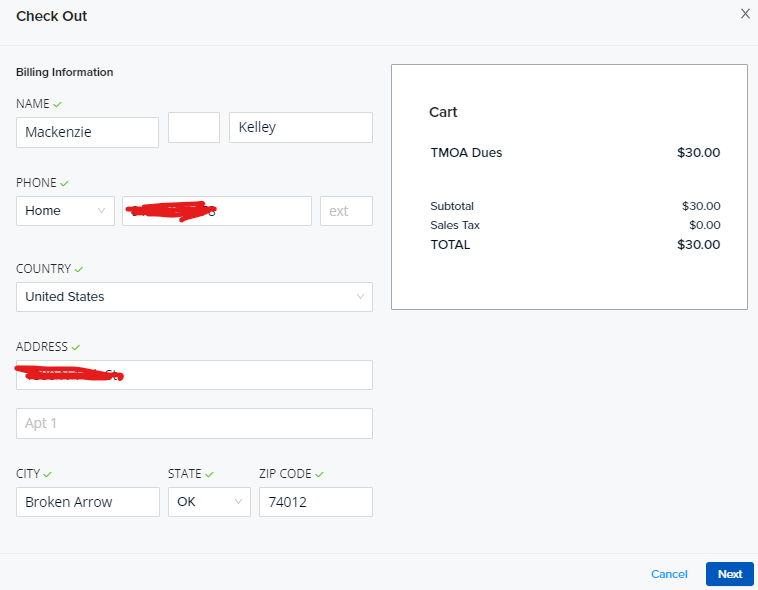 Check Out
X
Billing Information
NAME
Mackenzie
Kelley
PHONE
Home
ext
COUNTRY
United States
ADDRESS
Apt 1
CITY
STATE
ZIP CODE
Broken Arrow
OK
74012
Cart
TMOA Dues $30.00
Subtotal $30.00
Sales Tax $0.00
TOTAL $30.00
Cancel
Next